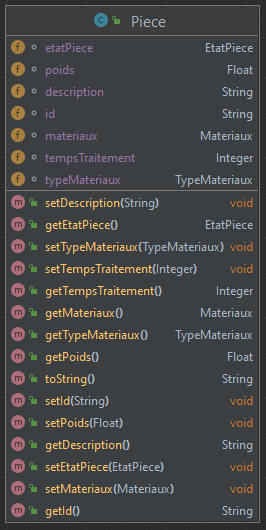 Piece
etatPiece EtatPiece
poids Float
description String
id String
materiaux Materiaux
tempsTraitement Integer
typeMateriaux TypeMateriaux
setDescription(String) void
getEtatPiece() EtatPiece
setTypeMateriaux(TypeMateriaux) void
setTempsTraitement(Integer) void
getTempsTraitement() Integer
getMateriaux() Materiaux
getTypeMateriaux() TypeMateriaux
getPoids() Float
toString() String
setId(String) void
setPoids(Float) void
getDescription() String
setEtatPiece(EtatPiece) void
setMateriaux(Materiaux) void
getId() String